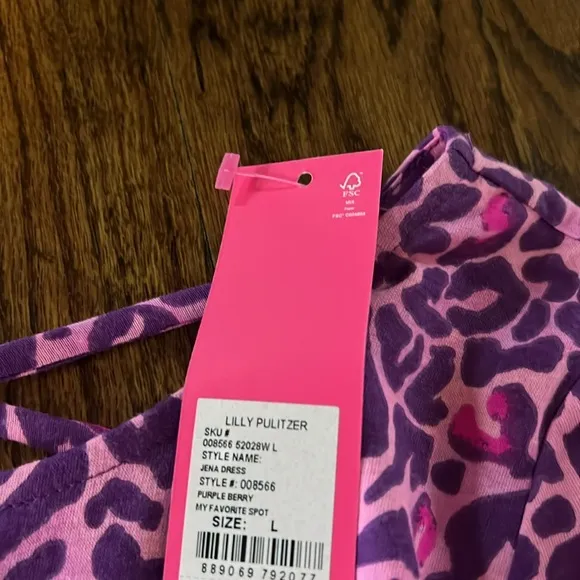 FSC
MIX
LILLY PULITZER
SKU #
008566 52028W L
STYLE NAME:
JENA DRESS
STYLE #: 008566
PURPLE BERRY
MY FAVORITE SPOT
SIZE: L
889069 792077